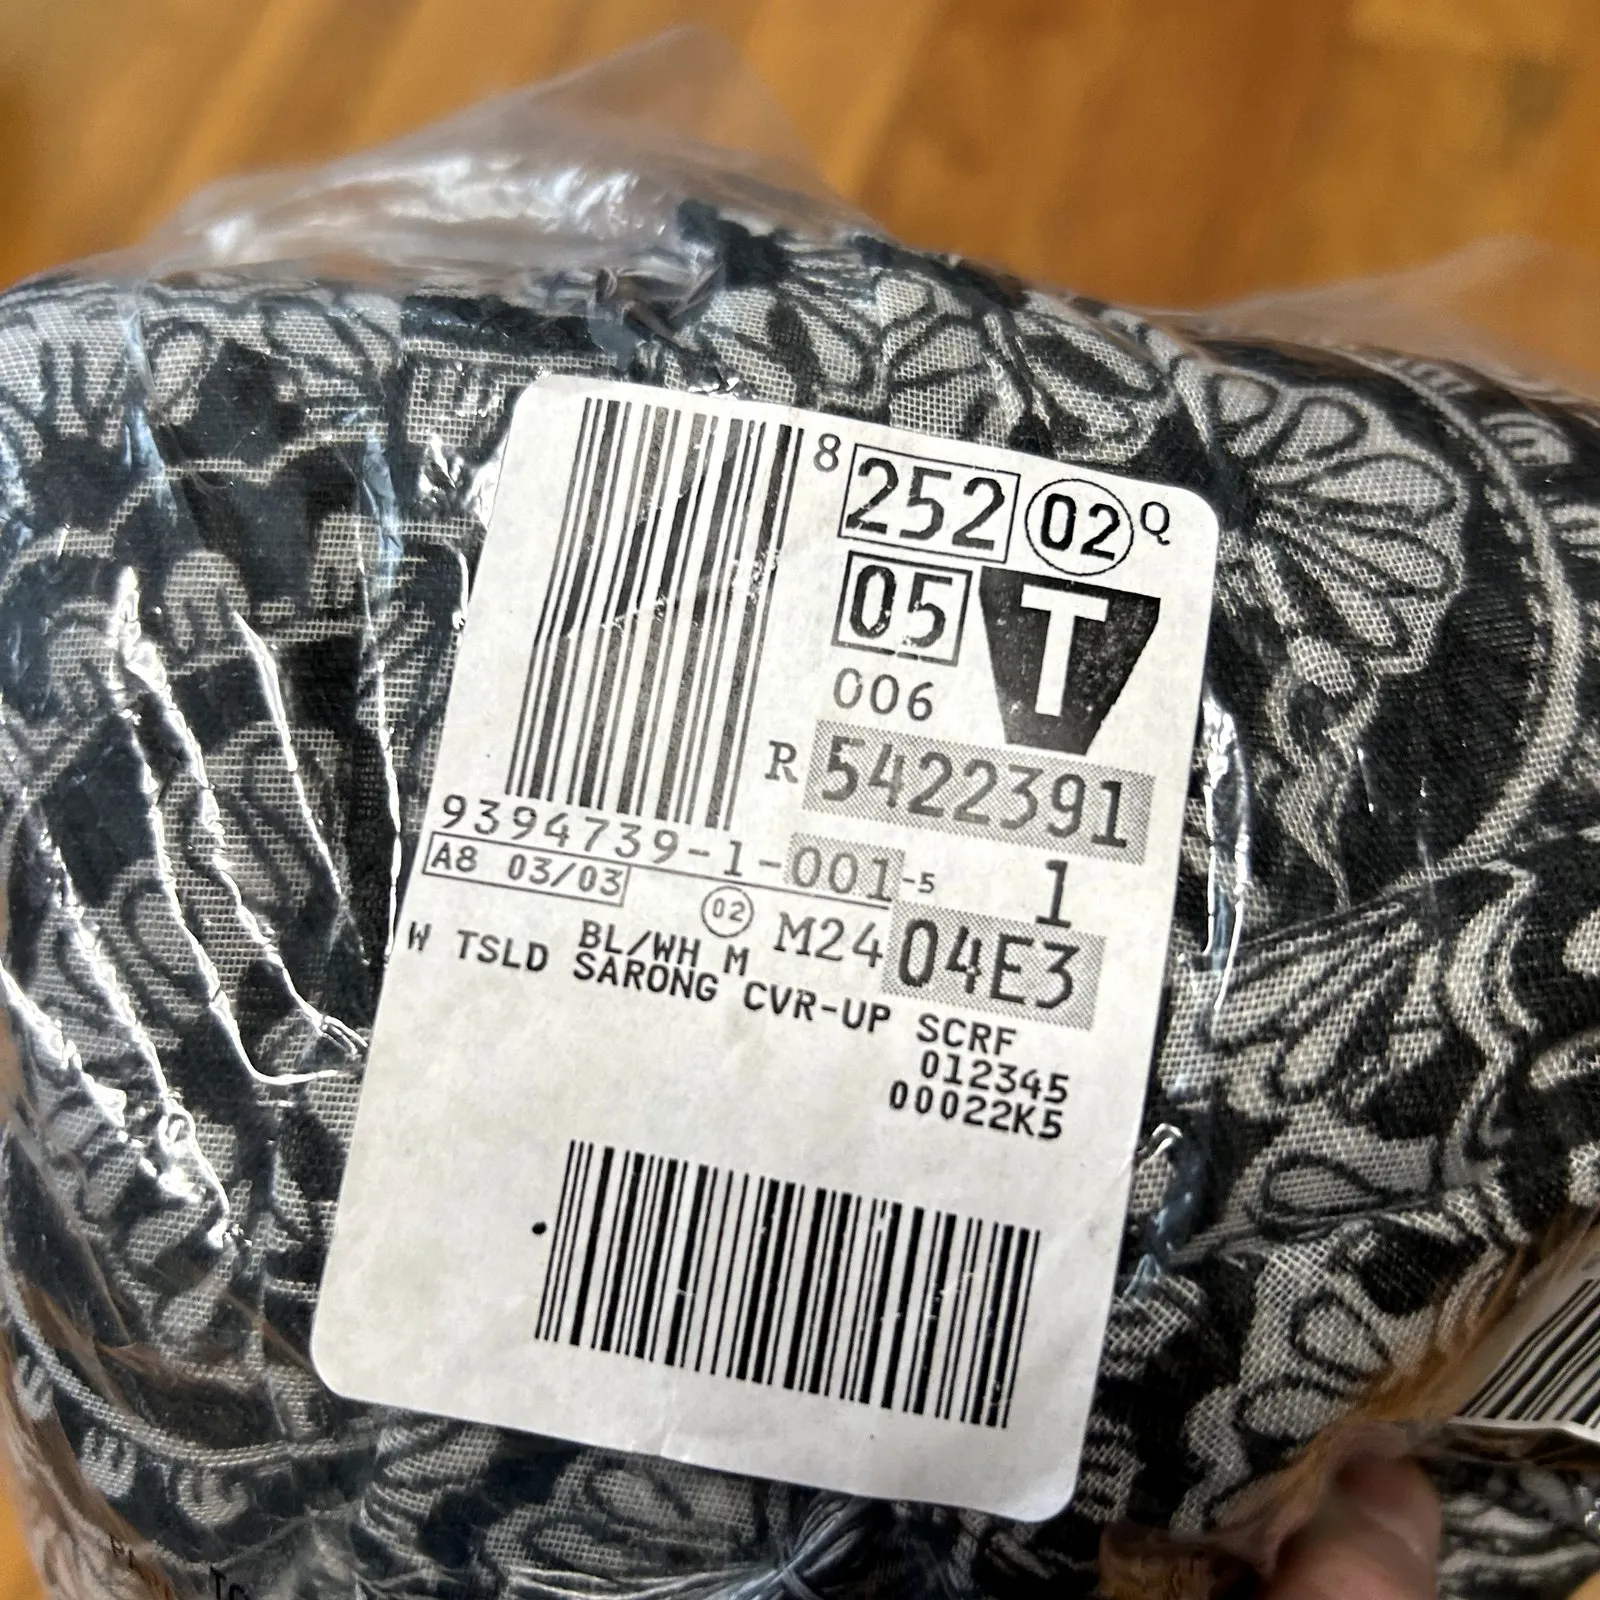 8 252 02 Q
05 T
006
R 5422391
9394739-1-001-5 1
A8 03/03 02 M24 04E3
BL/WH M
W TSLD SARONG CVR-UP SCRF
012345
00022K5